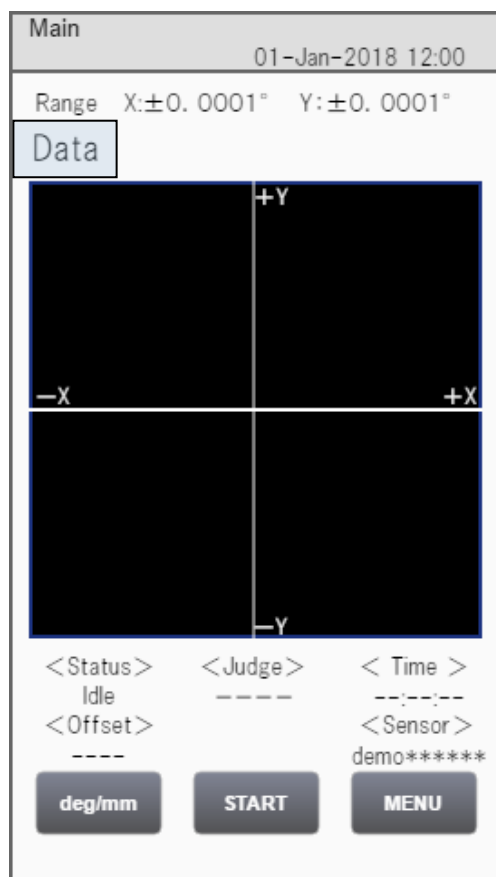 Main
01-Jan-2018 12:00
Range X:±0. 0001° Y:±0. 0001°
Data
+Y
-X +X
-Y
<Status> <Judge> < Time >
Idle ---- --:--:--
<Offset> <Sensor>
---- demo******
deg/mm START MENU